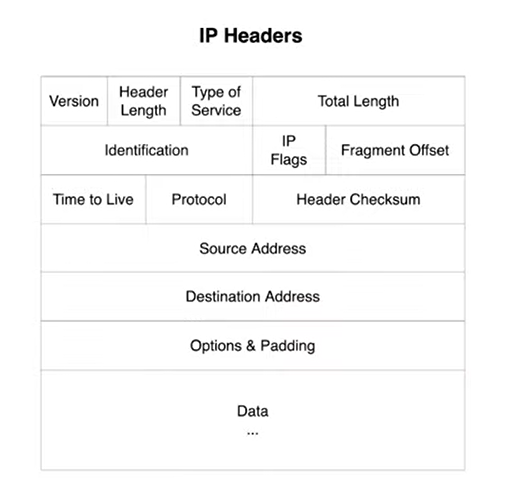 IP Headers
Version
Header
Length
Type of
Service
Total Length
Identification
IP
Flags
Fragment Offset
Time to Live
Protocol
Header Checksum
Source Address
Destination Address
Options & Padding
Data
...